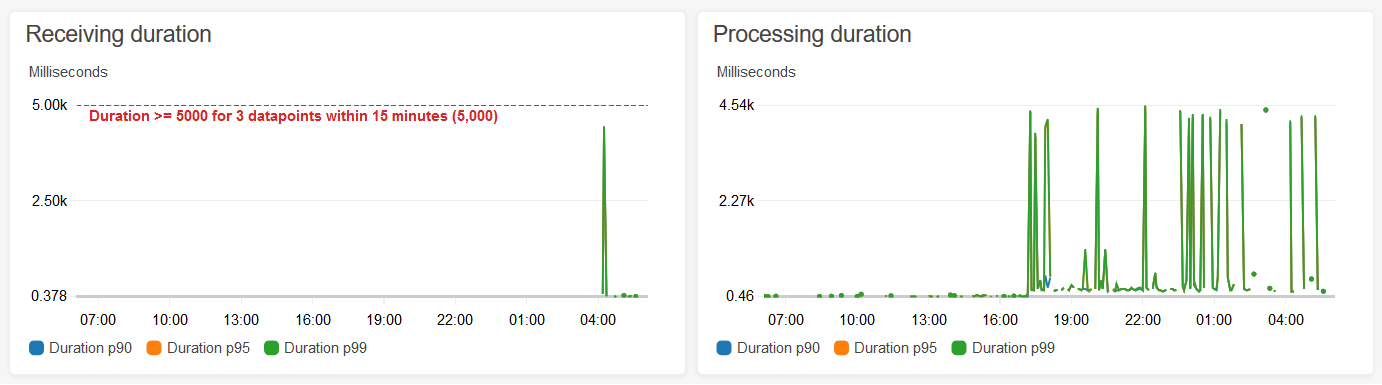 Receiving duration
Milliseconds
5.00k
Duration >= 5000 for 3 datapoints within 15 minutes (5,000)
2.50k
0.378
07:00 10:00 13:00 16:00 19:00 22:00 01:00 04:00
Duration p90 Duration p95 Duration p99
Processing duration
Milliseconds
4.54k
2.27k
0.46
07:00 10:00 13:00 16:00 19:00 22:00 01:00 04:00
Duration p90 Duration p95 Duration p99